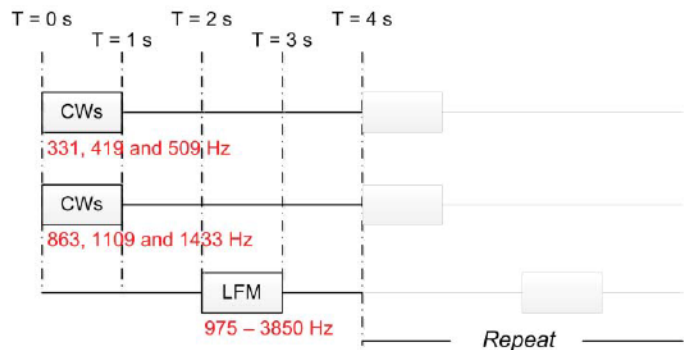 T = 0 s
T = 1 s
T = 2 s
T = 3 s
T = 4 s
CWs
331, 419 and 509 Hz
CWs
863, 1109 and 1433 Hz
LFM
975 – 3850 Hz
Repeat